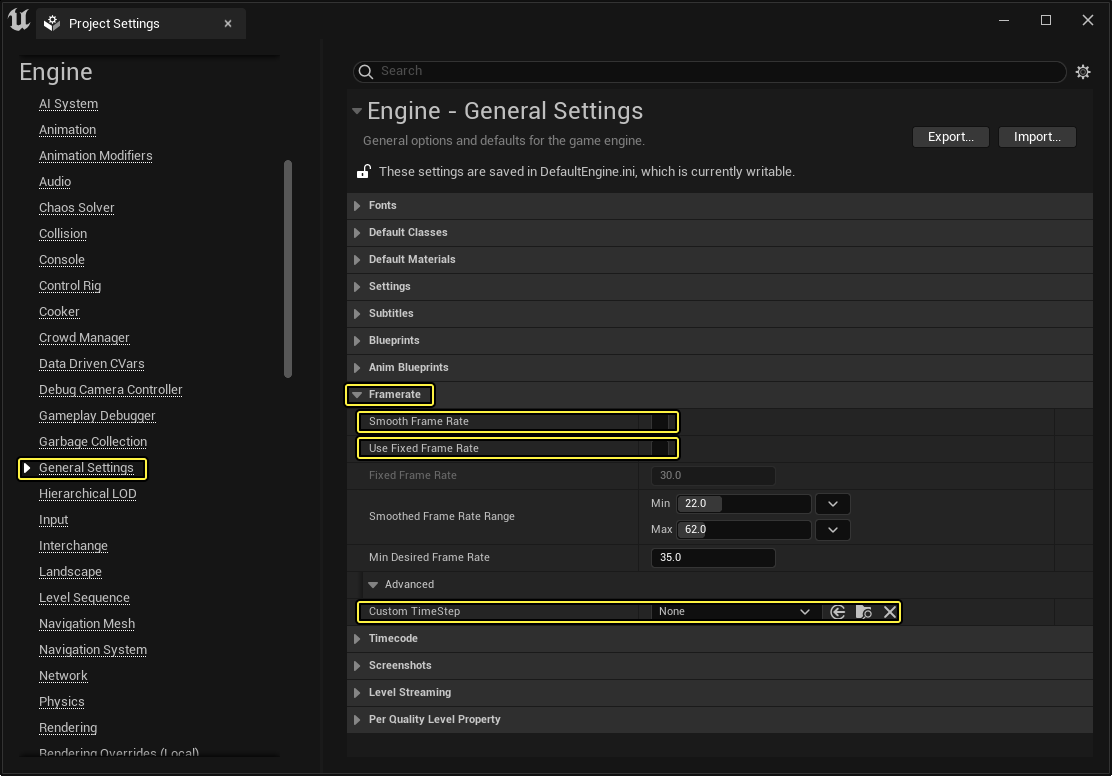 Project Settings
Engine
AI System
Animation
Animation Modifiers
Audio
Chaos Solver
Collision
Console
Control Rig
Cooker
Crowd Manager
Data Driven CVars
Debug Camera Controller
Gameplay Debugger
Garbage Collection
General Settings
Hierarchical LOD
Input
Interchange
Landscape
Level Sequence
Navigation Mesh
Navigation System
Network
Physics
Rendering
Rendering Overrides (Local)
Search
Engine - General Settings
General options and defaults for the game engine.
Export...
Import...
These settings are saved in DefaultEngine.ini, which is currently writable.
Fonts
Default Classes
Default Materials
Settings
Subtitles
Blueprints
Anim Blueprints
Framerate
Smooth Frame Rate
Use Fixed Frame Rate
Fixed Frame Rate 30.0
Smoothed Frame Rate Range
Min 22.0
Max 62.0
Min Desired Frame Rate 35.0
Advanced
Custom TimeStep None
Timecode
Screenshots
Level Streaming
Per Quality Level Property